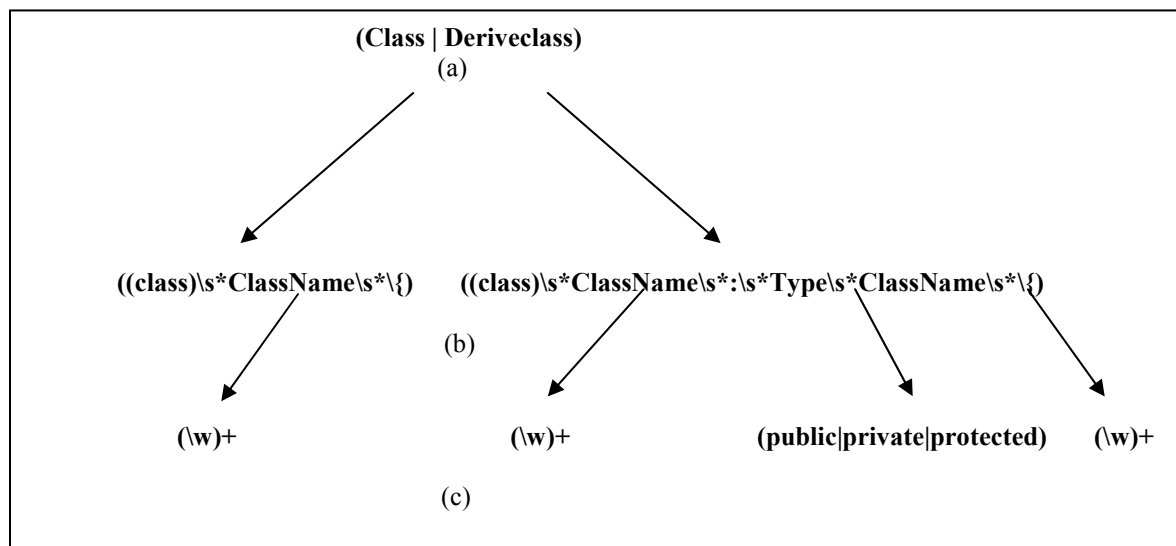 (Class | Deriveclass)
(a)
((class)\s*ClassName\s*\{) ((class)\s*ClassName\s*:\s*Type\s*ClassName\s*\{)
(b)
(\w)+ (\w)+ (public|private|protected) (\w)+
(c)